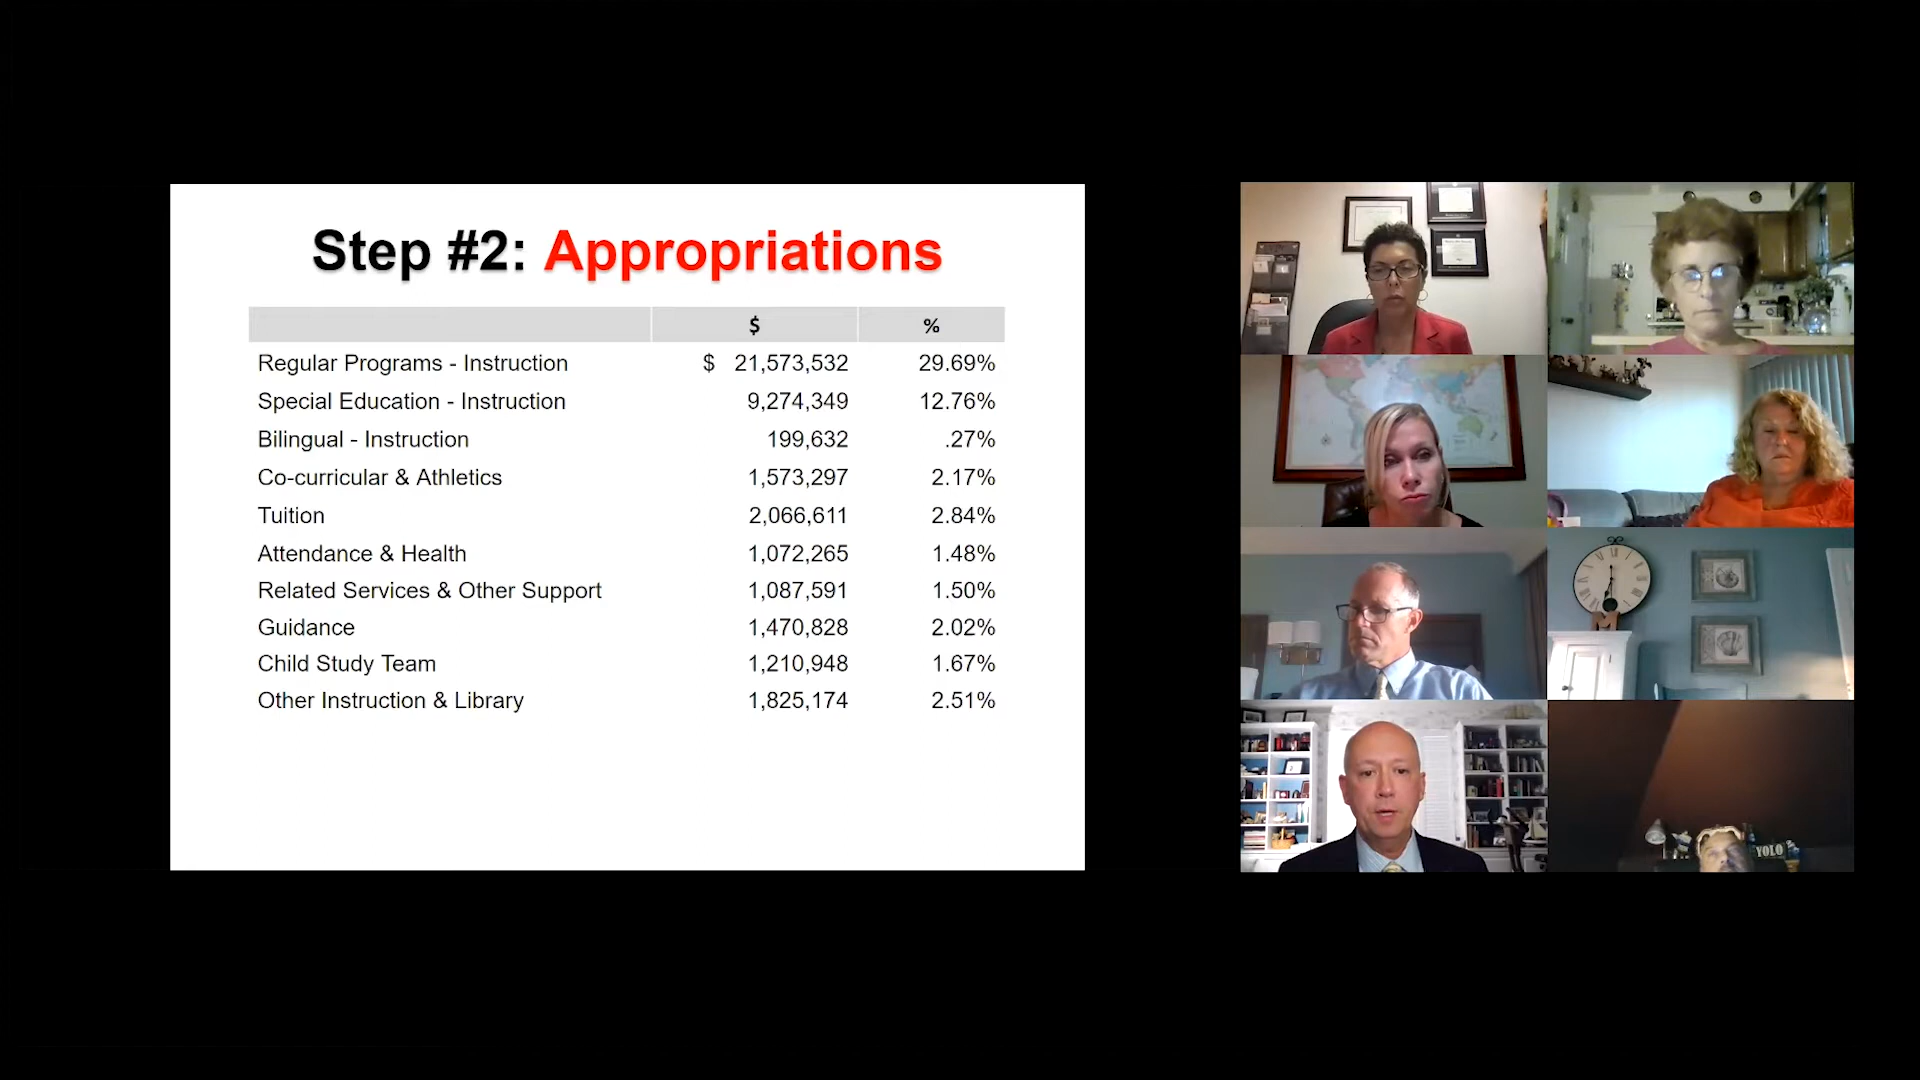 Step #2: Appropriations
$ %
Regular Programs - Instruction $ 21,573,532 29.69%
Special Education - Instruction 9,274,349 12.76%
Bilingual - Instruction 199,632 .27%
Co-curricular & Athletics 1,573,297 2.17%
Tuition 2,066,611 2.84%
Attendance & Health 1,072,265 1.48%
Related Services & Other Support 1,087,591 1.50%
Guidance 1,470,828 2.02%
Child Study Team 1,210,948 1.67%
Other Instruction & Library 1,825,174 2.51%
YOLO